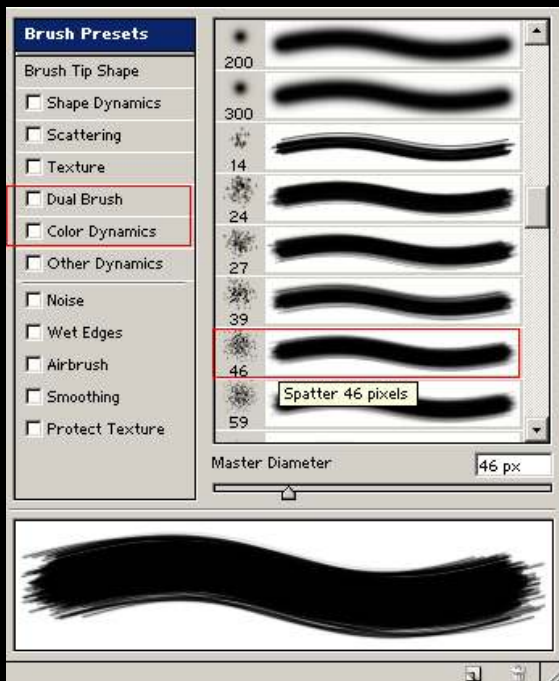 Brush Presets
Brush Tip Shape
Shape Dynamics
Scattering
Texture
Dual Brush
Color Dynamics
Other Dynamics
Noise
Wet Edges
Airbrush
Smoothing
Protect Texture
200
300
14
24
27
39
46
Spatter 46 pixels
59
Master Diameter
46 px